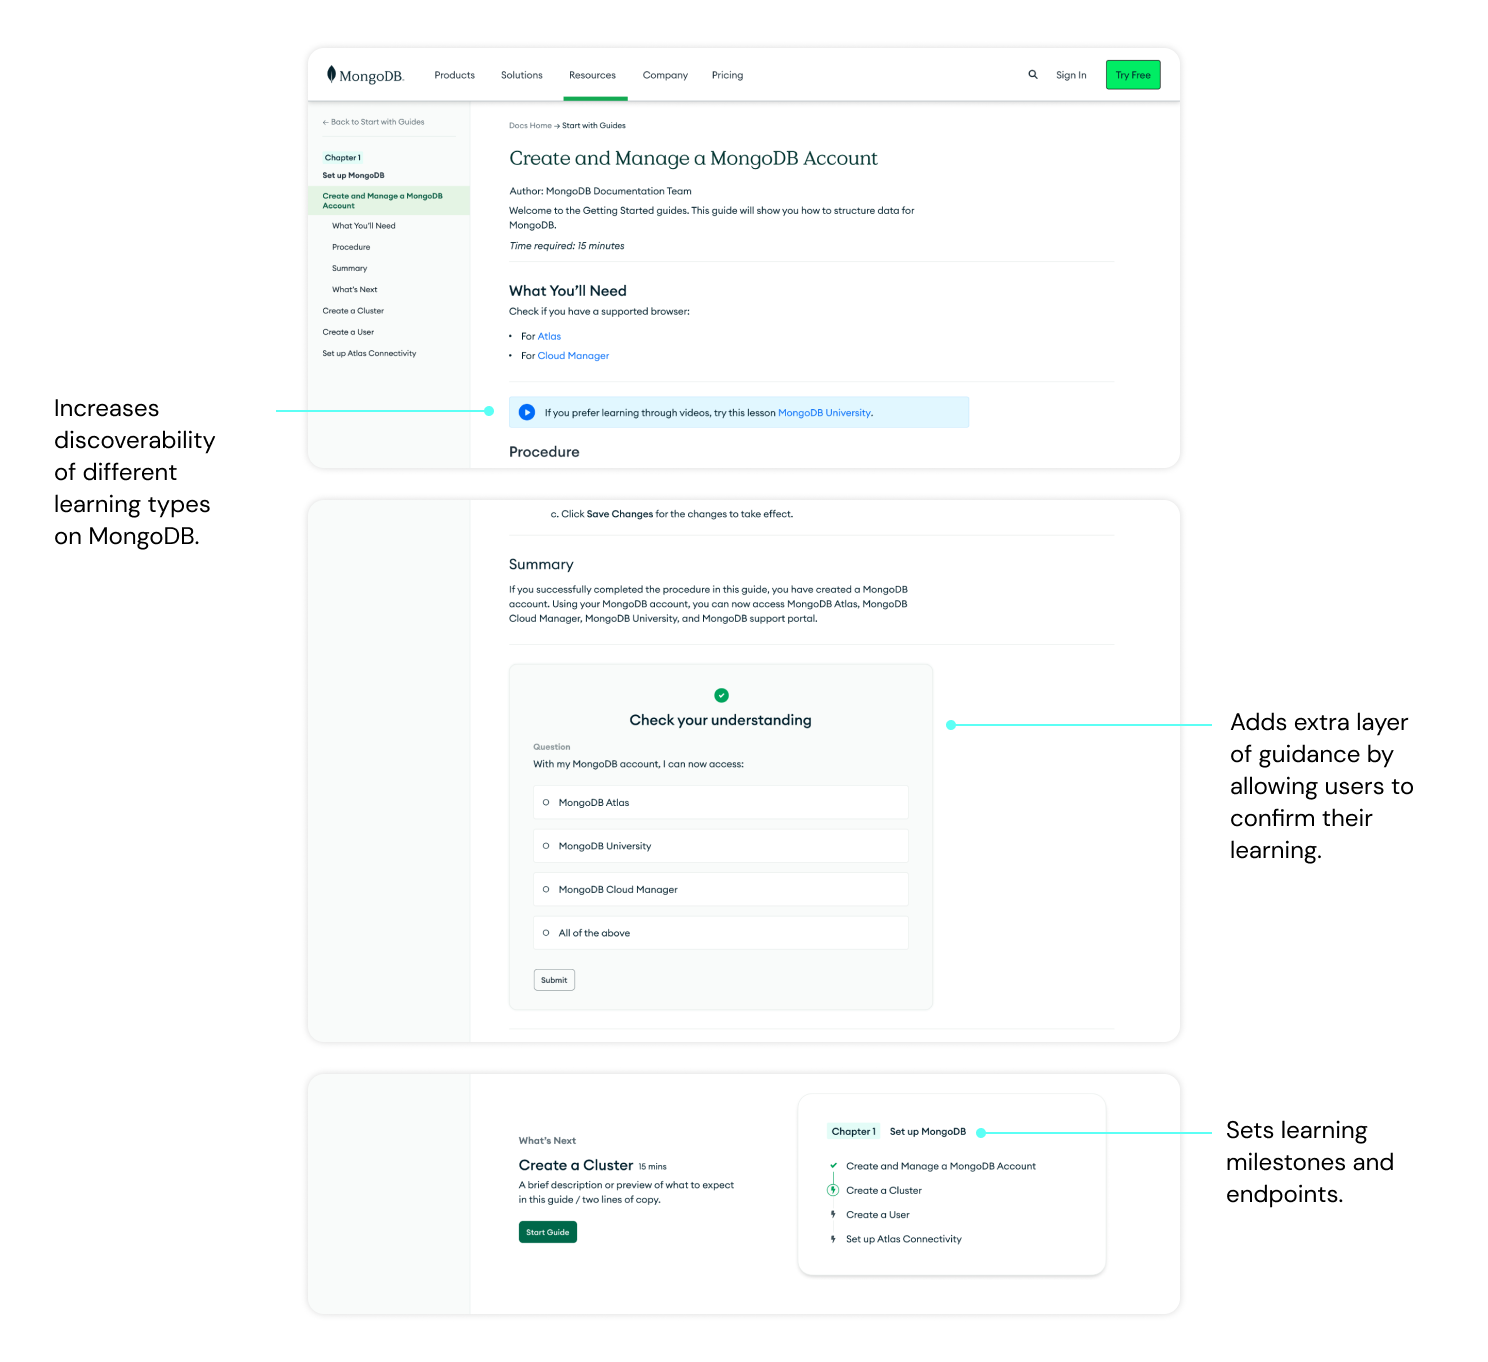 MongoDB.
Products
Solutions
Resources
Company
Pricing
Sign In
Try Free
← Back to Start with Guides
Chapter 1
Set up MongoDB
Create and Manage a MongoDB
Account
What You'll Need
Procedure
Summary
What's Next
Create a Cluster
Create a User
Set up Atlas Connectivity
Docs Home → Start with Guides
Create and Manage a MongoDB Account
Author: MongoDB Documentation Team
Welcome to the Getting Started guides. This guide will show you how to structure data for
MongoDB.
Time required: 15 minutes
What You'll Need
Check if you have a supported browser:
• For Atlas
• For Cloud Manager
If you prefer learning through videos, try this lesson MongoDB University.
Procedure
Increases
discoverability
of different
learning types
on MongoDB.
c. Click Save Changes for the changes to take effect.
Summary
If you successfully completed the procedure in this guide, you have created a MongoDB
account. Using your MongoDB account, you can now access MongoDB Atlas, MongoDB
Cloud Manager, MongoDB University, and MongoDB support portal.
Check your understanding
Question
With my MongoDB account, I can now access:
MongoDB Atlas
MongoDB University
MongoDB Cloud Manager
All of the above
Submit
Adds extra layer
of guidance by
allowing users to
confirm their
learning.
What's Next
Create a Cluster 15 mins
A brief description or preview of what to expect
in this guide / two lines of copy.
Start Guide
Chapter 1 Set up MongoDB
Create and Manage a MongoDB Account
Create a Cluster
Create a User
Set up Atlas Connectivity
Sets learning
milestones and
endpoints.